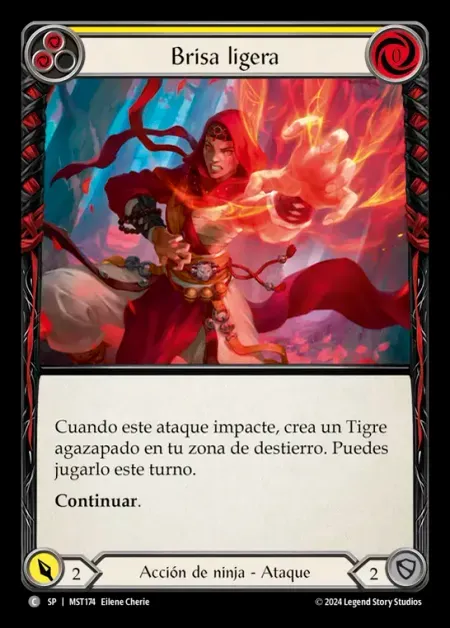 Brisa ligera
0
Cuando este ataque impacte, crea un Tigre
agazapado en tu zona de destierro. Puedes
jugarlo este turno.
Continuar.
2
Acción de ninja - Ataque
2
C SP | MST174 Eilene Cherie
© 2024 Legend Story Studios